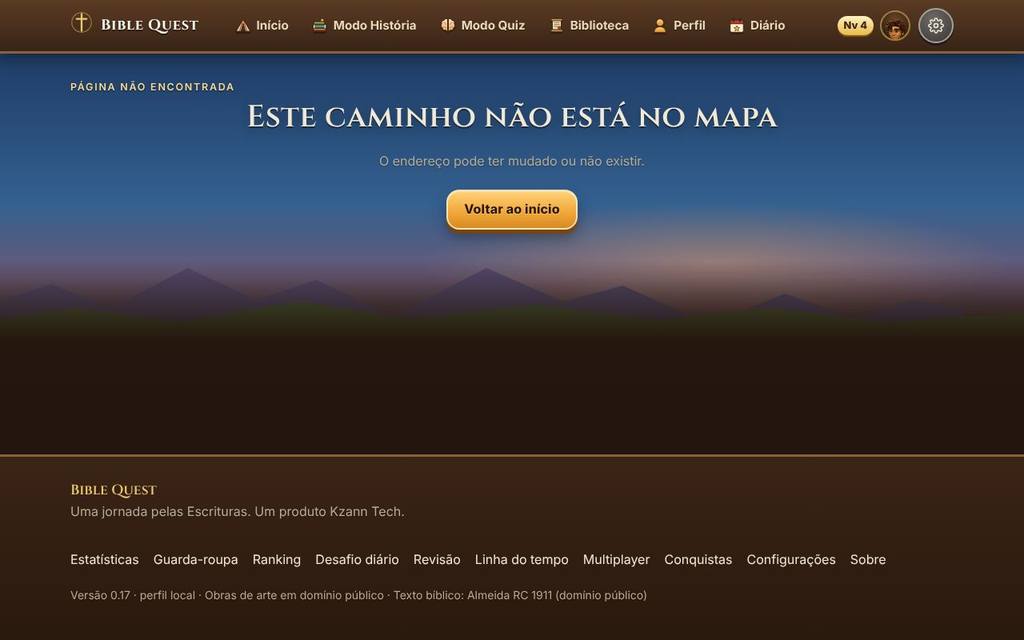 Bible Quest
Início
Modo História
Modo Quiz
Biblioteca
Perfil
Diário
Nv 4
PÁGINA NÃO ENCONTRADA
Este caminho não está no mapa
O endereço pode ter mudado ou não existir.
Voltar ao início
Bible Quest
Uma jornada pelas Escrituras. Um produto Kzann Tech.
Estatísticas Guarda-roupa Ranking Desafio diário Revisão Linha do tempo Multiplayer Conquistas Configurações Sobre
Versão 0.17 · perfil local · Obras de arte em domínio público · Texto bíblico: Almeida RC 1911 (domínio público)